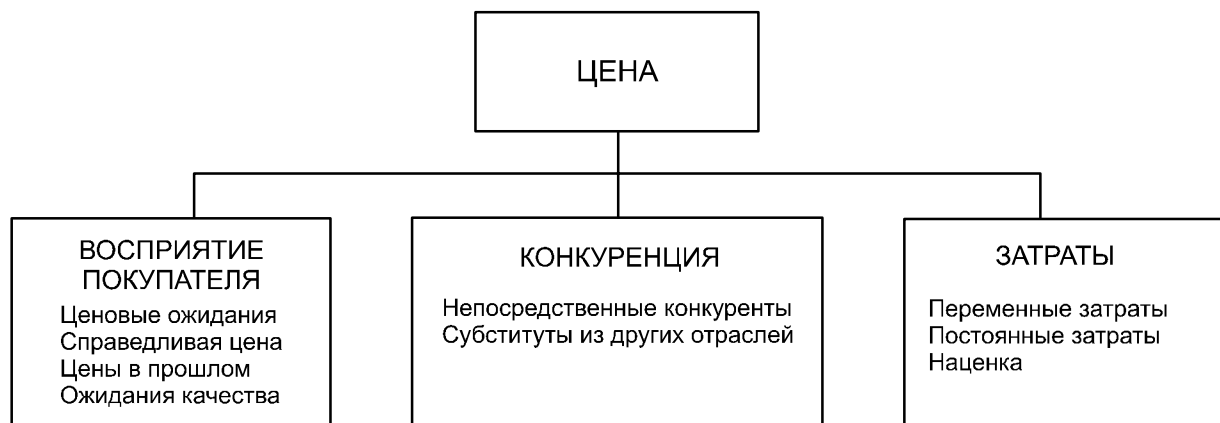 ЦЕНА
ВОСПРИЯТИЕ
ПОКУПАТЕЛЯ
Ценовые ожидания
Справедливая цена
Цены в прошлом
Ожидания качества
КОНКУРЕНЦИЯ
Непосредственные конкуренты
Субституты из других отраслей
ЗАТРАТЫ
Переменные затраты
Постоянные затраты
Наценка